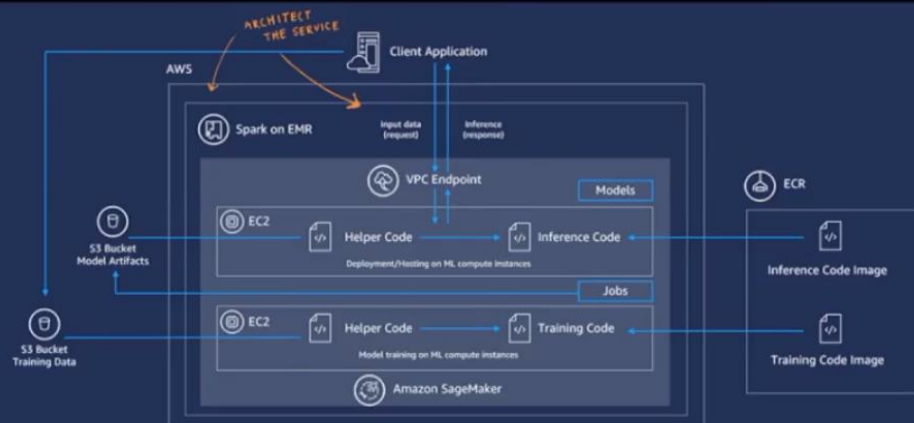 ARCHITECT
THE SERVICE
Client Application
AWS
Spark on EMR
Input data
(request)
Inference
(response)
VPC Endpoint
Models
ECR
EC2
Helper Code
Inference Code
Deployment/Hosting on ML compute instances
S3 Bucket
Model Artifacts
Inference Code Image
Jobs
EC2
Helper Code
Training Code
Model training on ML compute instances
S3 Bucket
Training Data
Training Code Image
Amazon SageMaker